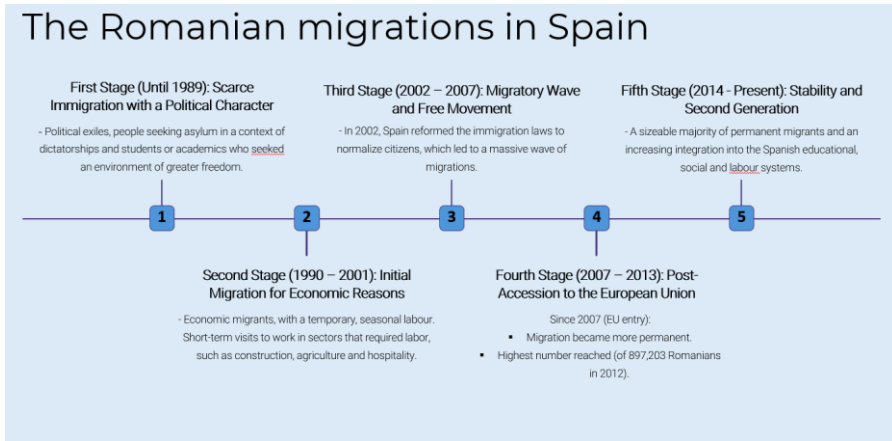 The Romanian migrations in Spain
First Stage (Until 1989): Scarce
Immigration with a Political Character
- Political exiles, people seeking asylum in a context of
dictatorships and students or academics who seeked
an environment of greater freedom.
Third Stage (2002 – 2007): Migratory Wave
and Free Movement
- In 2002, Spain reformed the immigration laws to
normalize citizens, which led to a massive wave of
migrations.
Fifth Stage (2014 - Present): Stability and
Second Generation
- A sizeable majority of permanent migrants and an
increasing integration into the Spanish educational,
social and labour systems.
1
2
3
4
5
Second Stage (1990 – 2001): Initial
Migration for Economic Reasons
- Economic migrants, with a temporary, seasonal labour.
Short-term visits to work in sectors that required labor,
such as construction, agriculture and hospitality.
Fourth Stage (2007 – 2013): Post-
Accession to the European Union
Since 2007 (EU entry):
▪ Migration became more permanent.
▪ Highest number reached (of 897,203 Romanians
in 2012).